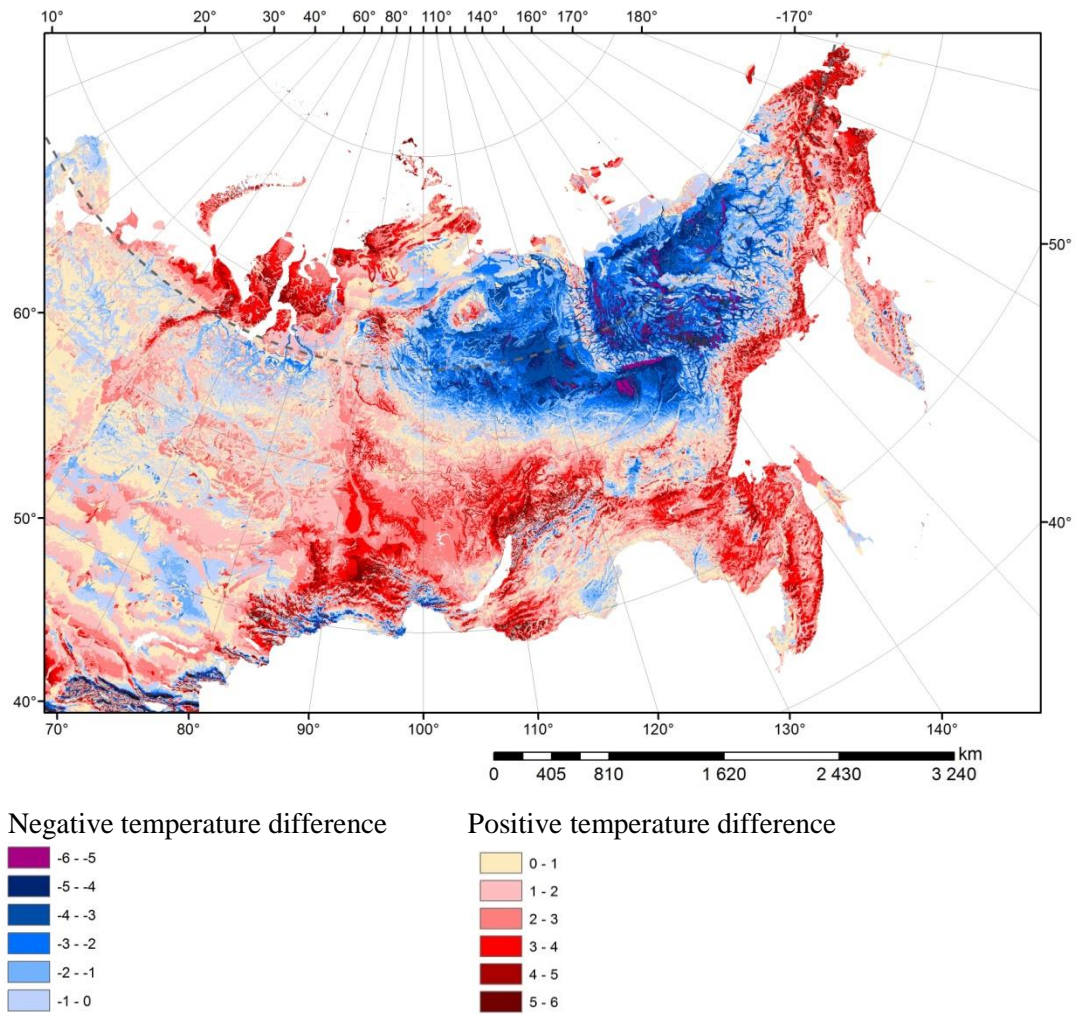 10° 20° 30° 40° 60° 80° 110° 140° 160° 170° 180° -170°
60° 50°
50° 40°
40°
70° 80° 90° 100° 110° 120° 130° 140°
km
0 405 810 1 620 2 430 3 240
Negative temperature difference
-6 - -5
-5 - -4
-4 - -3
-3 - -2
-2 - -1
-1 - 0
Positive temperature difference
0 - 1
1 - 2
2 - 3
3 - 4
4 - 5
5 - 6